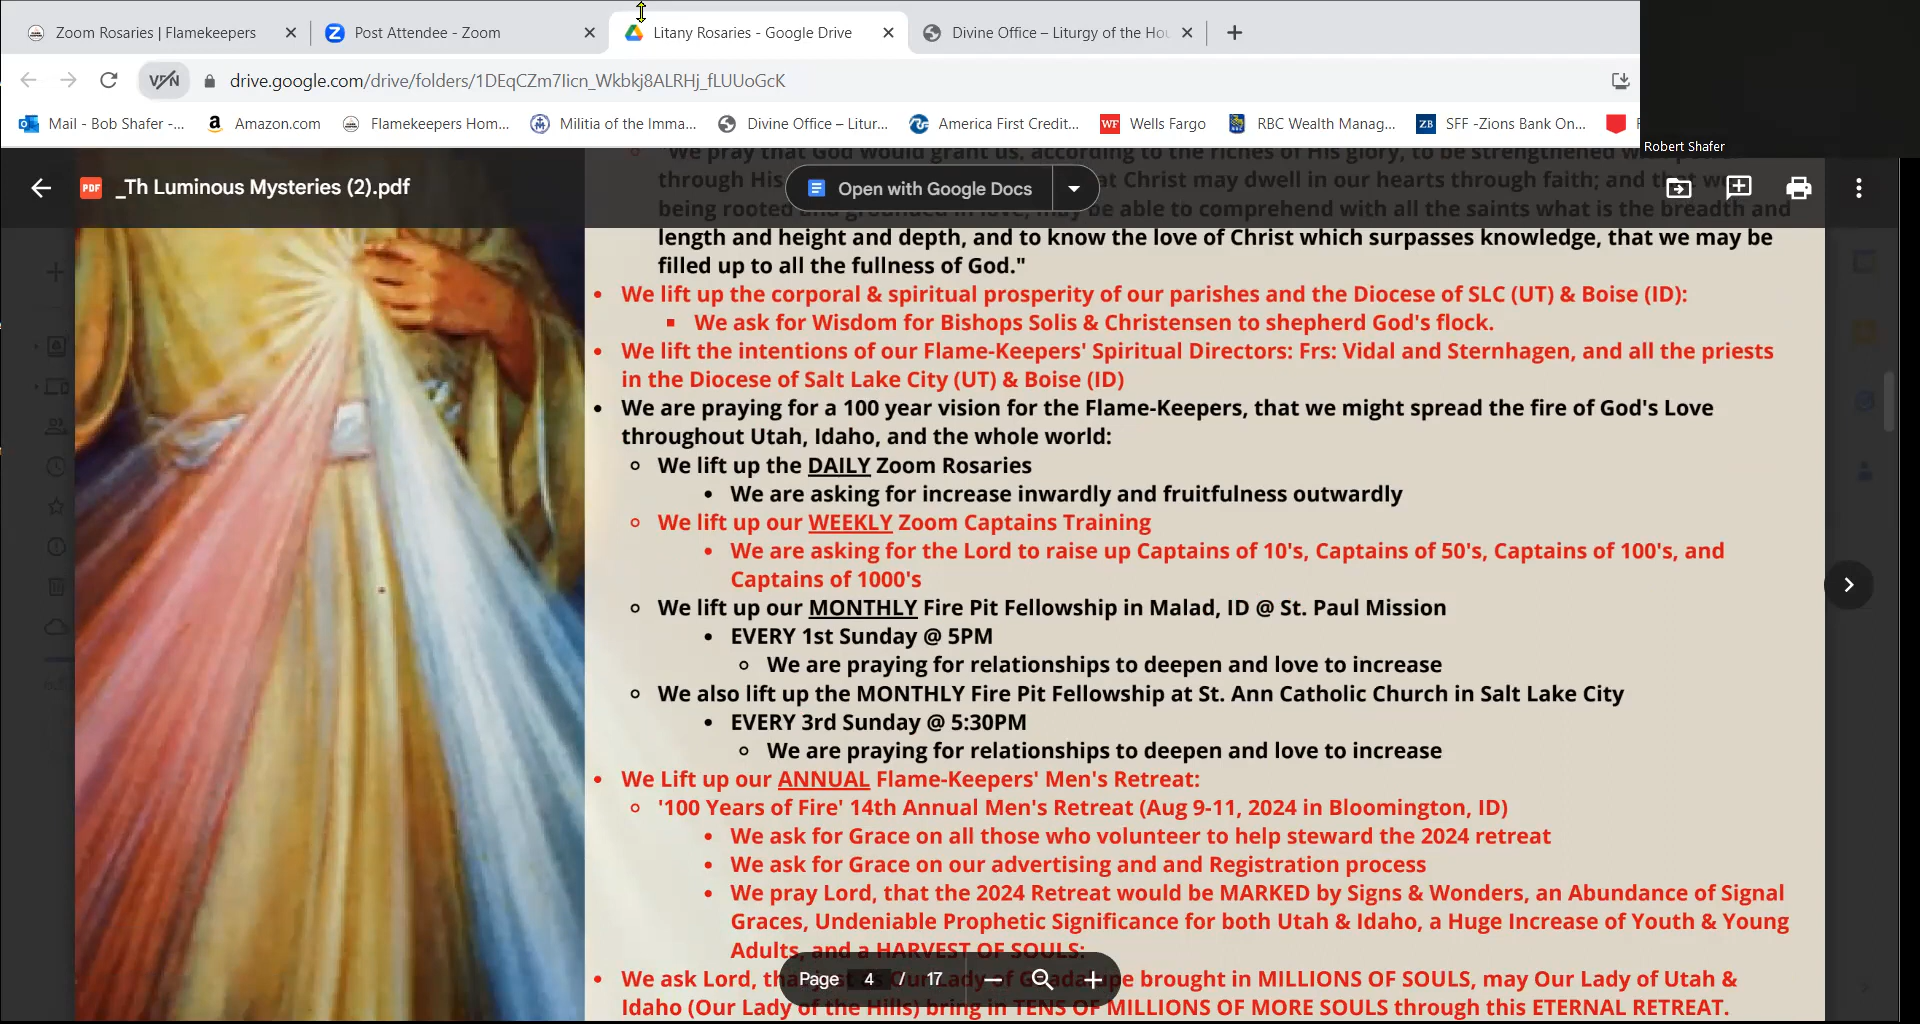 Zoom Rosaries | Flamekeepers
Post Attendee - Zoom
Litany Rosaries - Google Drive
Divine Office – Liturgy of the Hou
VPN
drive.google.com/drive/folders/1DEqCZm7Iicn_Wkbkj8ALRHj_fLUUoGcK
Mail - Bob Shafer -...
Amazon.com
Flamekeepers Hom...
Militia of the Imma...
Divine Office – Litur...
America First Credit...
WF Wells Fargo
RBC Wealth Manag...
ZB SFF -Zions Bank On...
Robert Shafer
PDF _Th Luminous Mysteries (2).pdf
Open with Google Docs
"We pray that God would grant us, according to the riches of His glory, to be strengthened
through His t Christ may dwell in our hearts through faith; and that
being rooted and grounded in love, may be able to comprehend with all the saints what is the breadth and
length and height and depth, and to know the love of Christ which surpasses knowledge, that we may be
filled up to all the fullness of God."
• We lift up the corporal & spiritual prosperity of our parishes and the Diocese of SLC (UT) & Boise (ID):
▪ We ask for Wisdom for Bishops Solis & Christensen to shepherd God's flock.
• We lift the intentions of our Flame-Keepers' Spiritual Directors: Frs: Vidal and Sternhagen, and all the priests
in the Diocese of Salt Lake City (UT) & Boise (ID)
• We are praying for a 100 year vision for the Flame-Keepers, that we might spread the fire of God's Love
throughout Utah, Idaho, and the whole world:
◦ We lift up the DAILY Zoom Rosaries
• We are asking for increase inwardly and fruitfulness outwardly
◦ We lift up our WEEKLY Zoom Captains Training
• We are asking for the Lord to raise up Captains of 10's, Captains of 50's, Captains of 100's, and
Captains of 1000's
◦ We lift up our MONTHLY Fire Pit Fellowship in Malad, ID @ St. Paul Mission
• EVERY 1st Sunday @ 5PM
◦ We are praying for relationships to deepen and love to increase
◦ We also lift up the MONTHLY Fire Pit Fellowship at St. Ann Catholic Church in Salt Lake City
• EVERY 3rd Sunday @ 5:30PM
◦ We are praying for relationships to deepen and love to increase
• We Lift up our ANNUAL Flame-Keepers' Men's Retreat:
◦ '100 Years of Fire' 14th Annual Men's Retreat (Aug 9-11, 2024 in Bloomington, ID)
• We ask for Grace on all those who volunteer to help steward the 2024 retreat
• We ask for Grace on our advertising and and Registration process
• We pray Lord, that the 2024 Retreat would be MARKED by Signs & Wonders, an Abundance of Signal
Graces, Undeniable Prophetic Significance for both Utah & Idaho, a Huge Increase of Youth & Young
Adults, and a HARVEST OF SOULS:
• We ask Lord, Our Lady of Guadalupe brought in MILLIONS OF SOULS, may Our Lady of Utah &
Idaho (Our Lady of the Hills) bring in TENS OF MILLIONS OF MORE SOULS through this ETERNAL RETREAT.
Page 4 / 17